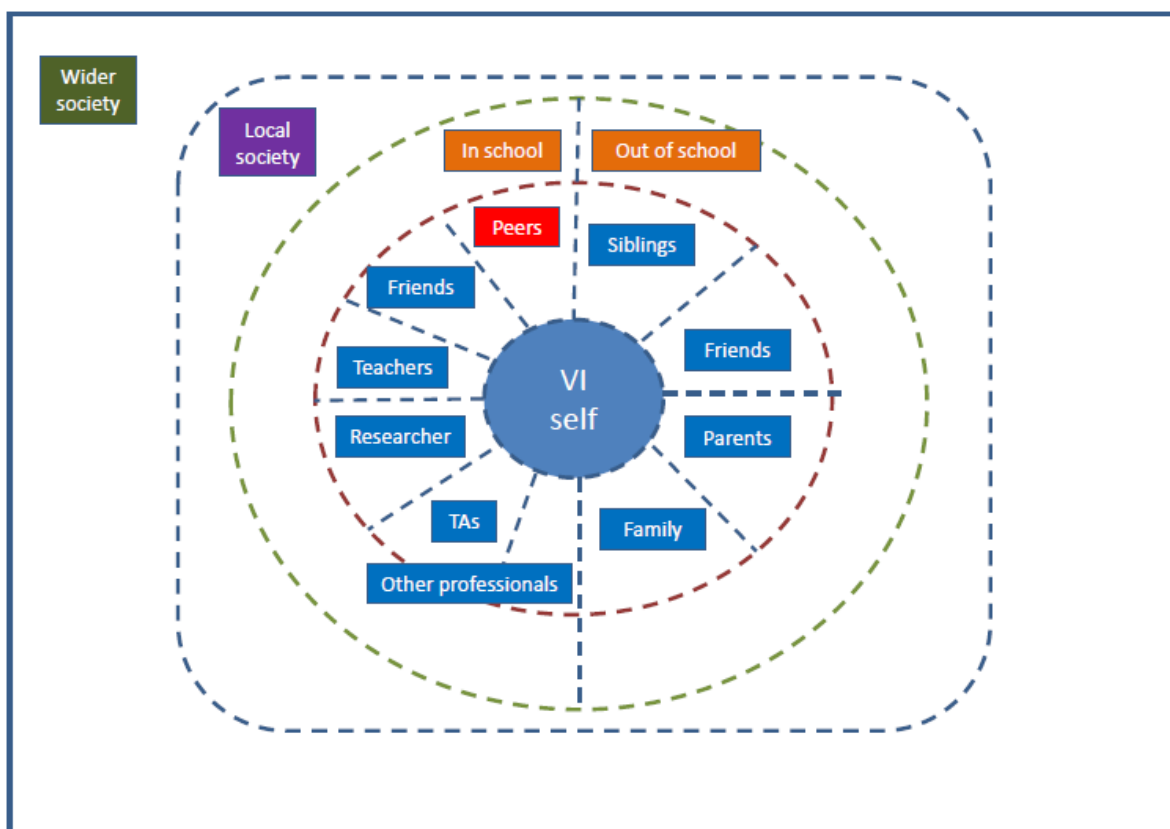 Wider
society
Local
society
In school
Out of school
Peers
Siblings
Friends
Friends
Teachers
VI
self
Researcher
Parents
TAs
Family
Other professionals